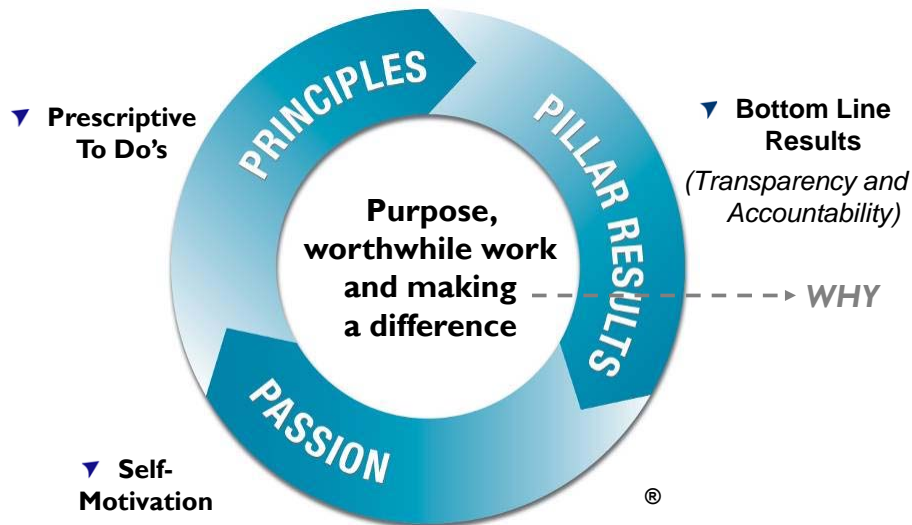 PRINCIPLES
PILLAR RESULTS
PASSION
Prescriptive
To Do's
Bottom Line
Results
(Transparency and
Accountability)
Purpose,
worthwhile work
and making
a difference
WHY
Self-
Motivation
®